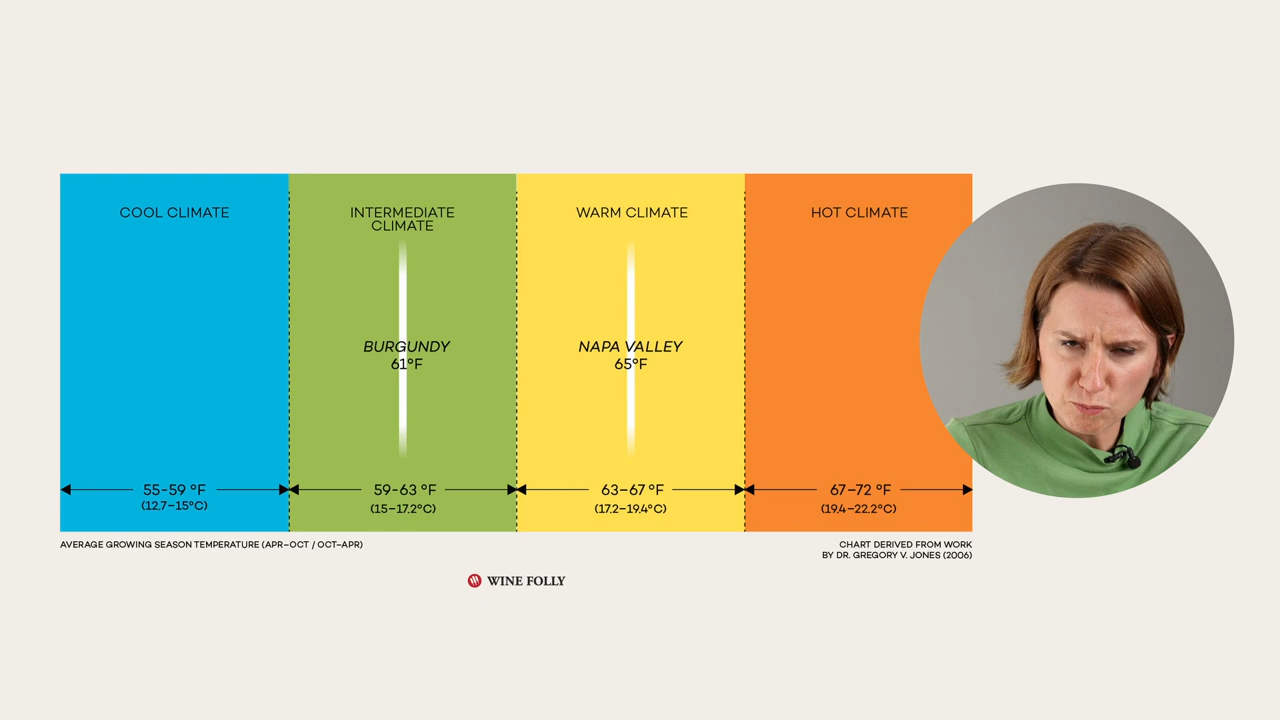 COOL CLIMATE
INTERMEDIATE
CLIMATE
WARM CLIMATE
HOT CLIMATE
BURGUNDY
61°F
NAPA VALLEY
65°F
55-59 °F
(12.7–15°C)
59-63 °F
(15–17.2°C)
63–67 °F
(17.2–19.4°C)
67–72 °F
(19.4–22.2°C)
AVERAGE GROWING SEASON TEMPERATURE (APR–OCT / OCT–APR)
CHART DERIVED FROM WORK
BY DR. GREGORY V. JONES (2006)
WINE FOLLY